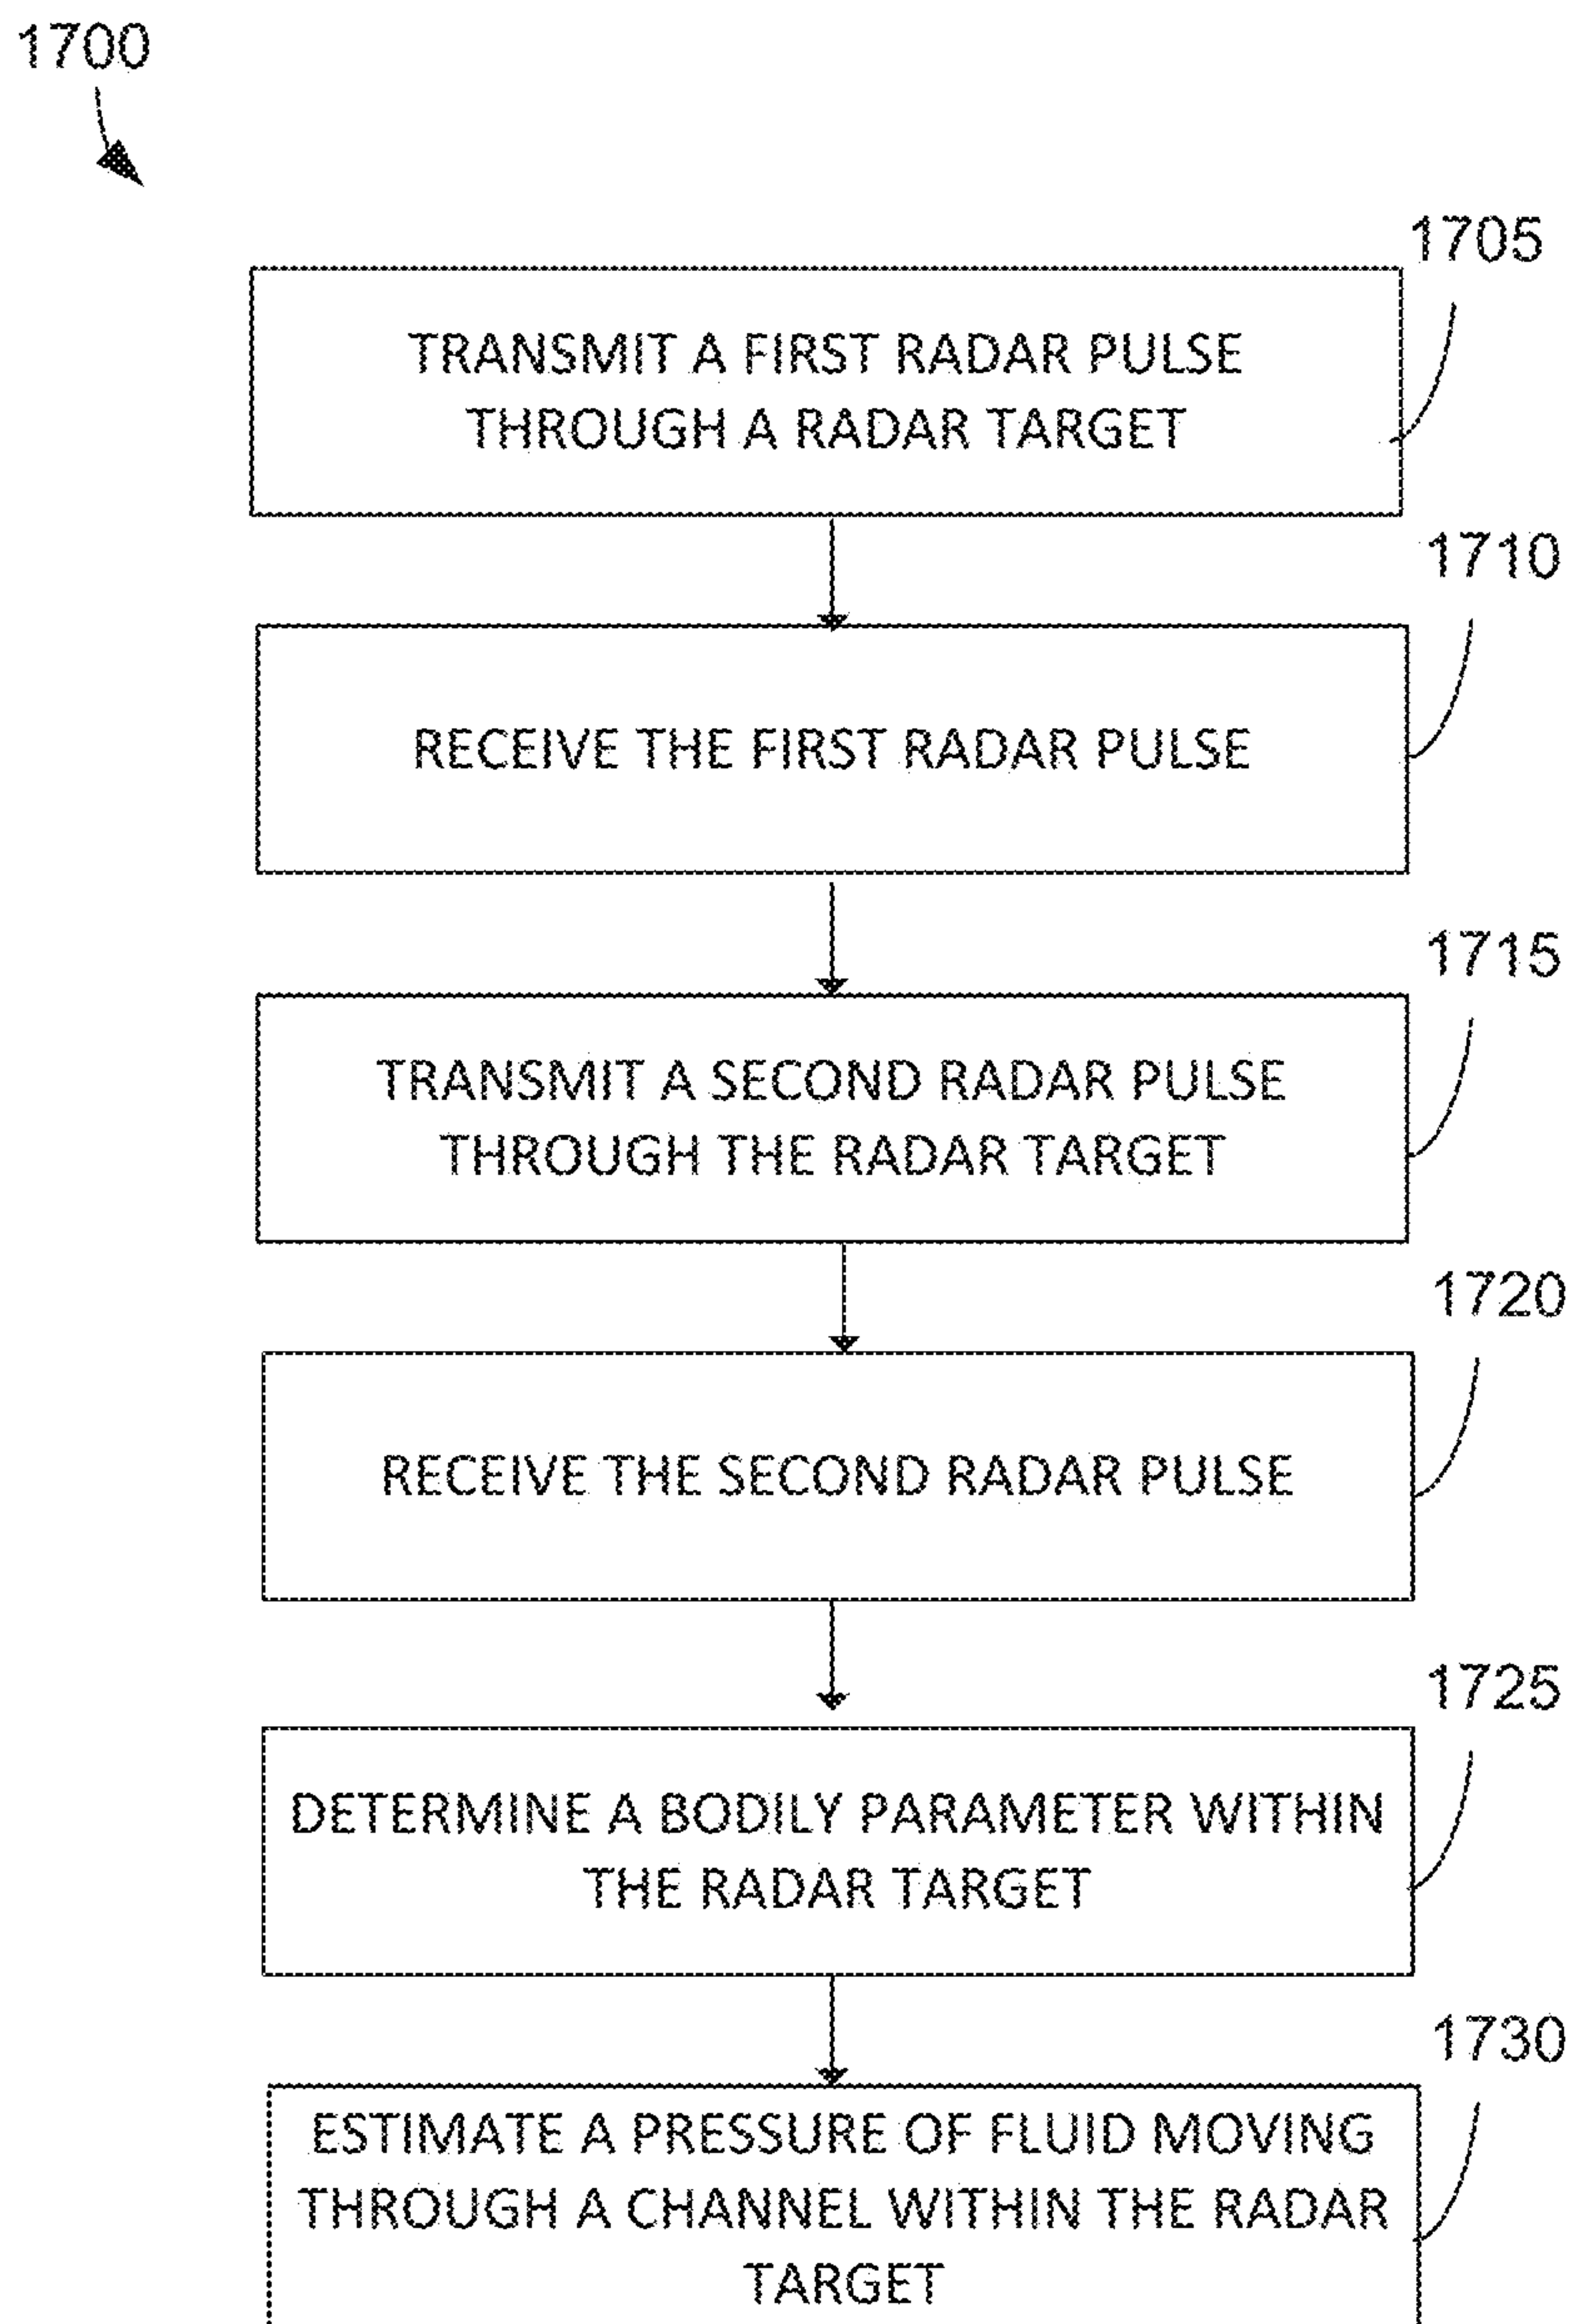 1700
1705
TRANSMIT A FIRST RADAR PULSE
THROUGH A RADAR TARGET
1710
RECEIVE THE FIRST RADAR PULSE
1715
TRANSMIT A SECOND RADAR PULSE
THROUGH THE RADAR TARGET
1720
RECEIVE THE SECOND RADAR PULSE
1725
DETERMINE A BODILY PARAMETER WITHIN
THE RADAR TARGET
1730
ESTIMATE A PRESSURE OF FLUID MOVING
THROUGH A CHANNEL WITHIN THE RADAR
TARGET